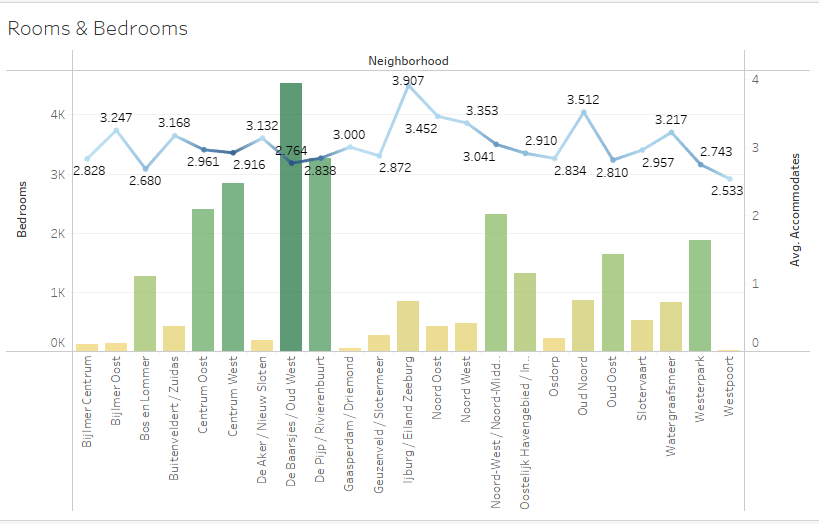 Rooms & Bedrooms
Neighborhood
3.907
4
3.247
3.168
3.132
3.512
3.353
3.217
4K
3.452
3.000
2.764
2.910
2.743
3
2.828
2.680
2.961
2.916
2.838
2.872
3.041
2.834
2.810
2.957
2.533
3K
Bedrooms
Avg. Accommodates
2K
2
1K
1
0K
0
Bijlmer Centrum
Bijlmer Oost
Bos en Lommer
Buitenveldert / Zuidas
Centrum Oost
Centrum West
De Aker / Nieuw Sloten
De Baarsjes / Oud West
De Pijp / Rivierenbuurt
Gaasperdam / Driemond
Geuzenveld / Slotermeer
Ijburg / Eiland Zeeburg
Noord Oost
Noord West
Noord-West / Noord-Midd..
Oostelijk Havengebied / In..
Osdorp
Oud Noord
Oud Oost
Slotervaart
Watergraafsmeer
Westerpark
Westpoort